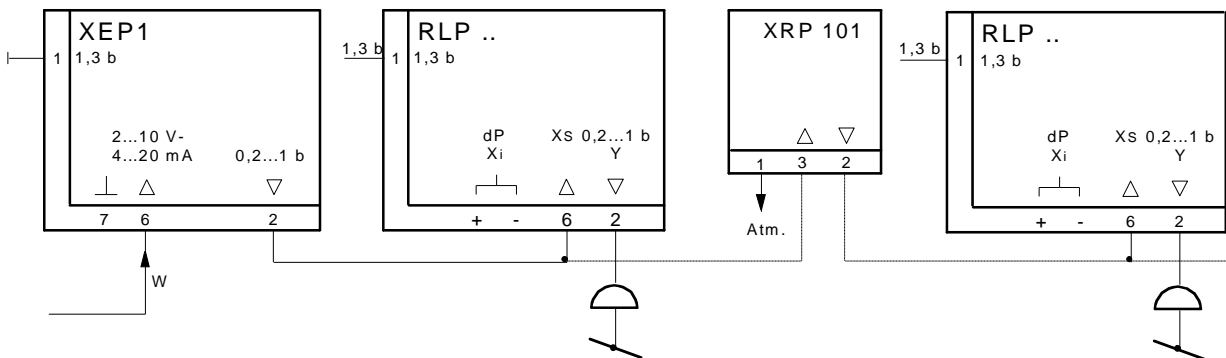 XEP1
1 1,3 b
2...10 V-
4...20 mA 0,2...1 b
7 6 2
W
1,3 b
RLP ..
1 1,3 b
dP Xs 0,2...1 b
Xi Y
+ - 6 2
XRP 101
1 3 2
Atm.
1,3 b
RLP ..
1 1,3 b
dP Xs 0,2...1 b
Xi Y
+ - 6 2